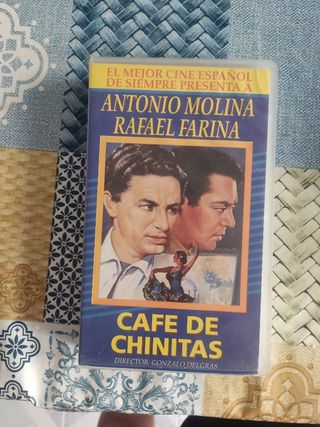 EL MEJOR CINE ESPAÑOL
DE SIEMPRE PRESENTA A
ANTONIO MOLINA
RAFAEL FARINA
CAFE DE
CHINITAS
DIRECTOR: GONZALO DELGRAS